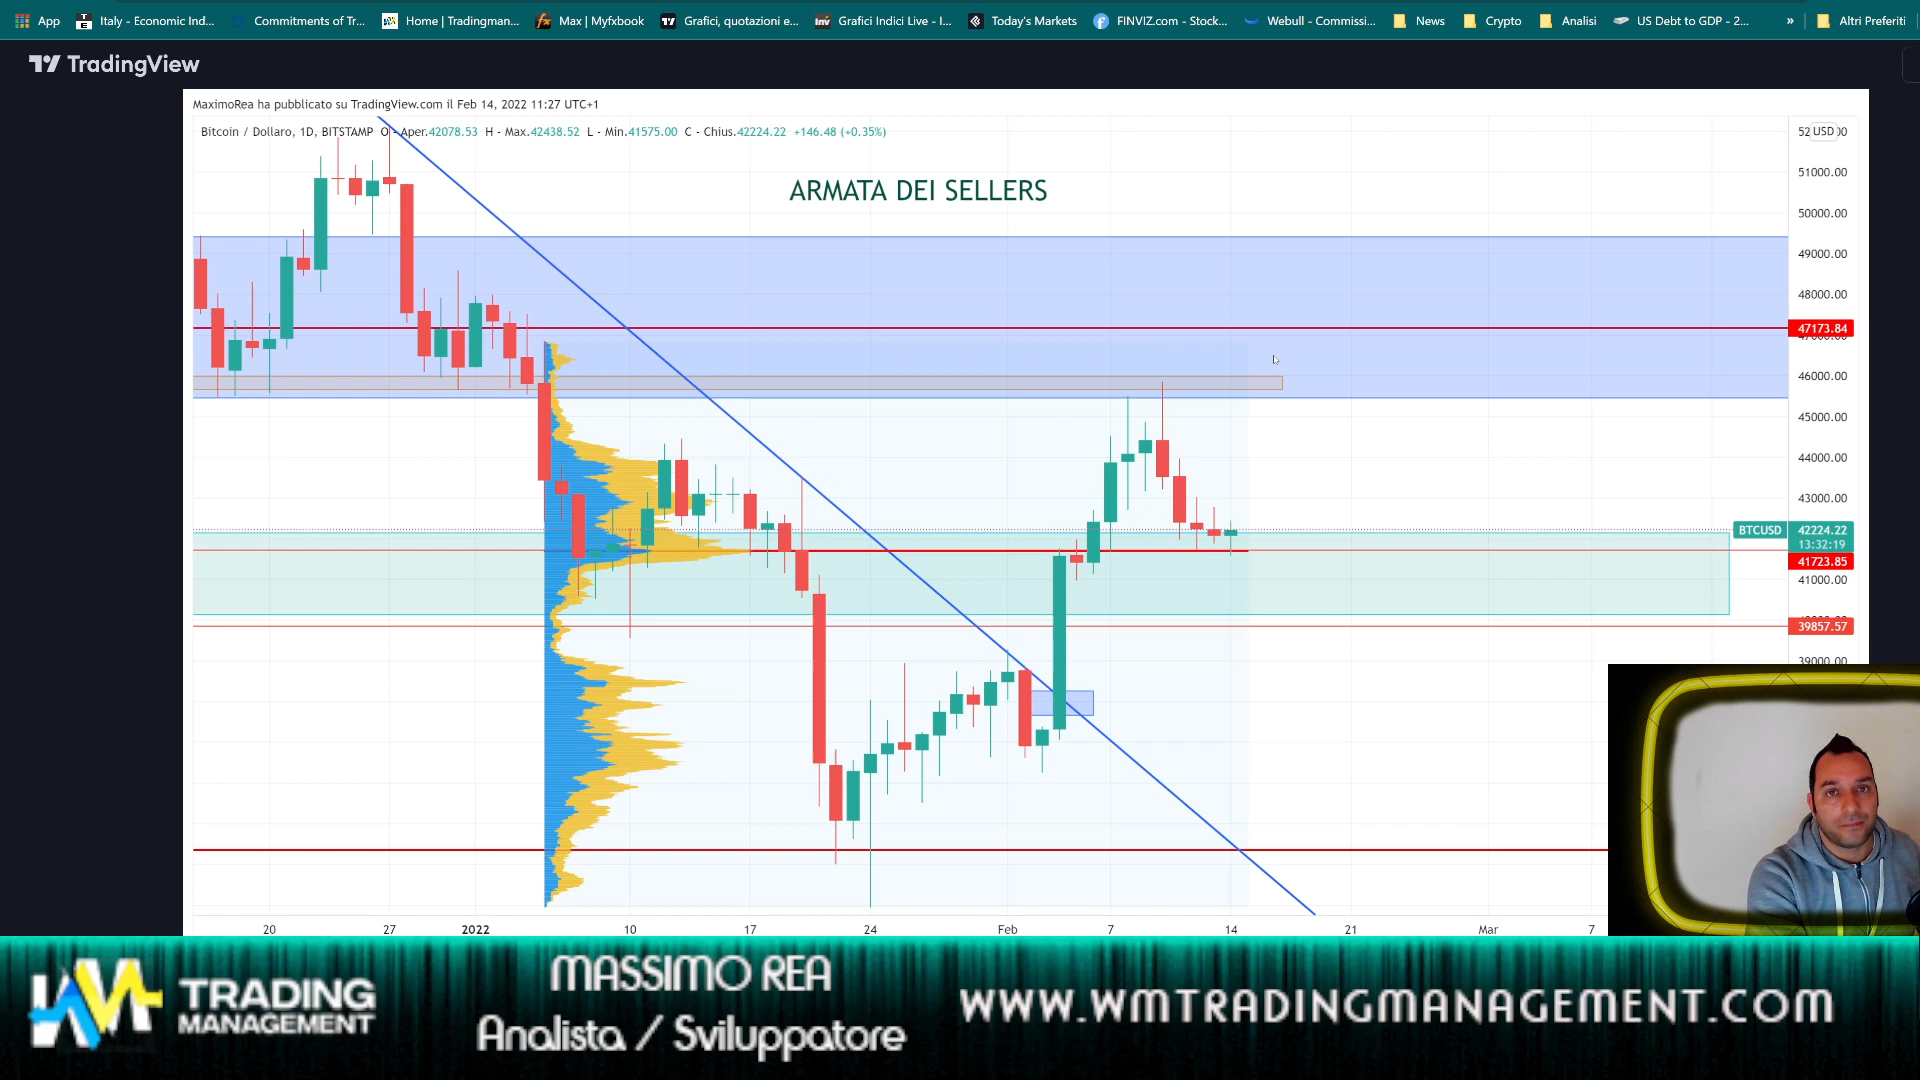 App
Italy - Economic Ind...
Commitments of Tr...
Home | Tradingman...
Max | Myfxbook
Grafici, quotazioni e...
Grafici Indici Live - I...
Today's Markets
FINVIZ.com - Stock...
Webull - Commissi...
News
Crypto
Analisi
US Debt to GDP - 2...
»
Altri Preferiti
TradingView
MaximoRea ha pubblicato su TradingView.com il Feb 14, 2022 11:27 UTC+1
Bitcoin / Dollaro, 1D, BITSTAMP O - Aper.42078.53 H - Max.42438.52 L - Min.41575.00 C - Chius.42224.22 +146.48 (+0.35%)
USD
ARMATA DEI SELLERS
51000.00
50000.00
49000.00
48000.00
47173.84
46000.00
45000.00
44000.00
43000.00
BTCUSD 42224.22
13:32:19
41723.85
41000.00
39857.57
39000.00
20 27 2022 10 17 24 Feb 7 14 21 Mar 7
WM TRADING
MANAGEMENT
MASSIMO REA
Analista / Sviluppatore
WWW.WMTRADINGMANAGEMENT.COM